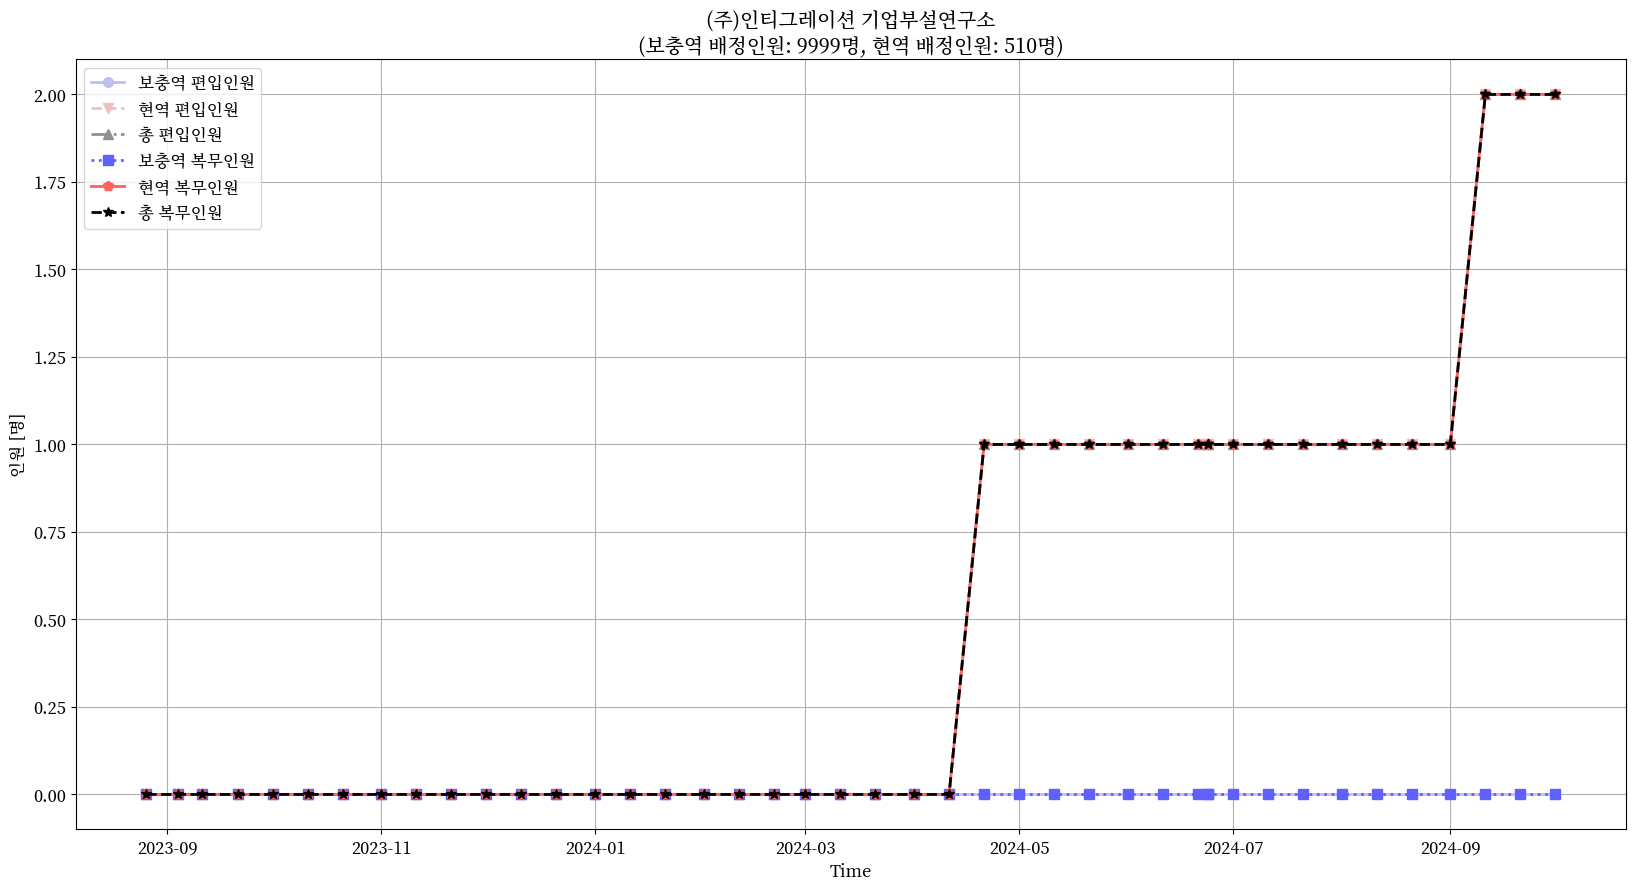 (주)인티그레이션 기업부설연구소
(보충역 배정인원: 9999명, 현역 배정인원: 510명)
보충역 편입인원
현역 편입인원
총 편입인원
보충역 복무인원
현역 복무인원
총 복무인원
2.00
1.75
1.50
1.25
1.00
0.75
0.50
0.25
0.00
인원 [명]
2023-09 2023-11 2024-01 2024-03 2024-05 2024-07 2024-09
Time